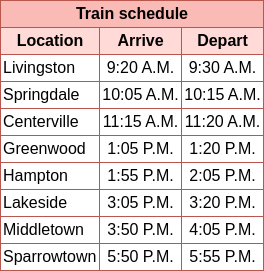 Train schedule
Location Arrive Depart
Livingston 9:20 A.M. 9:30 A.M.
Springdale 10:05 A.M. 10:15 A.M.
Centerville 11:15 A.M. 11:20 A.M.
Greenwood 1:05 P.M. 1:20 P.M.
Hampton 1:55 P.M. 2:05 P.M.
Lakeside 3:05 P.M. 3:20 P.M.
Middletown 3:50 P.M. 4:05 P.M.
Sparrowtown 5:50 P.M. 5:55 P.M.